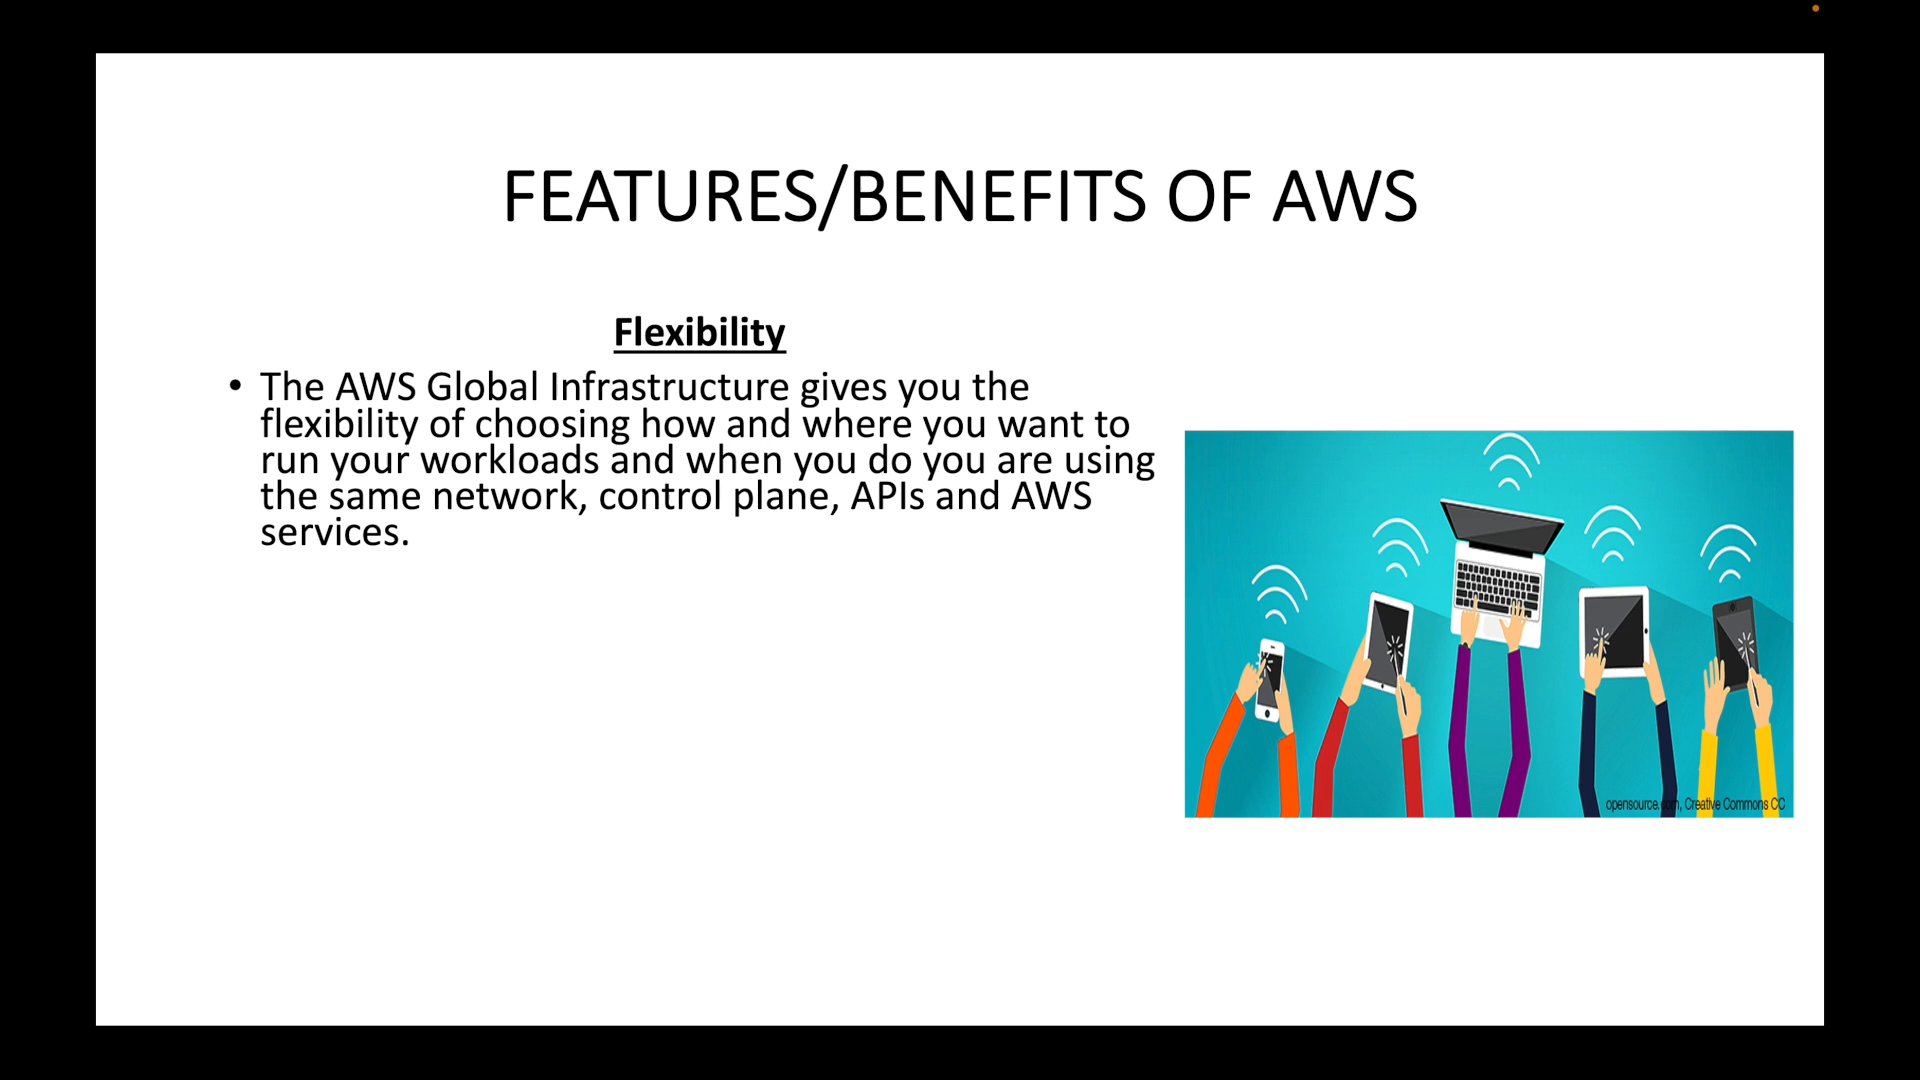 FEATURES/BENEFITS OF AWS
Flexibility
• The AWS Global Infrastructure gives you the
flexibility of choosing how and where you want to
run your workloads and when you do you are using
the same network, control plane, APIs and AWS
services.
opensource.com, Creative Commons CC